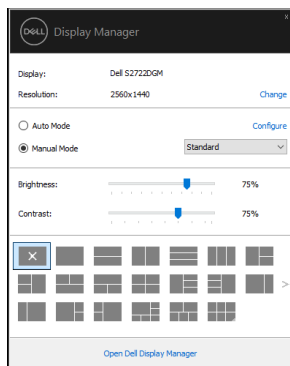 x
DELL Display Manager
Display: Dell S2722DGM
Resolution: 2560x1440 Change
Auto Mode Configure
Manual Mode Standard
Brightness: 75%
Contrast: 75%
X
>
Open Dell Display Manager